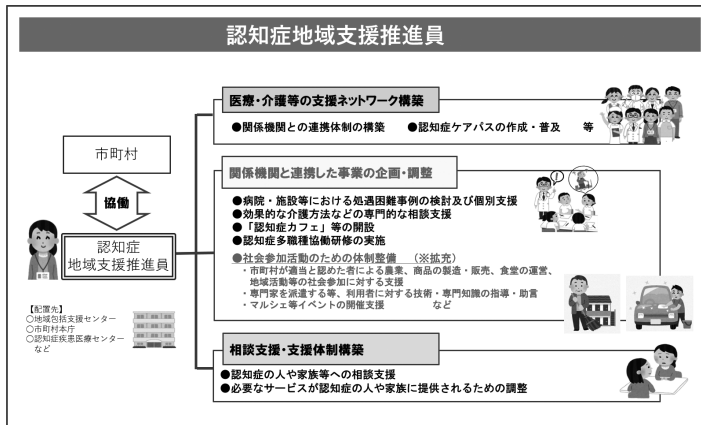 認知症地域支援推進員
医療・介護等の支援ネットワーク構築
●関係機関との連携体制の構築　●認知症ケアパスの作成・普及　等
市町村
協働
認知症
地域支援推進員
【配置先】
○地域包括支援センター
○市町村本庁
○認知症疾患医療センター
など
関係機関と連携した事業の企画・調整
●病院・施設等における処遇困難事例の検討及び個別支援
●効果的な介護方法などの専門的な相談支援
●「認知症カフェ」等の開設
●認知症多職種協働研修の実施
●社会参加活動のための体制整備　（※拡充）
・市町村が適当と認めた者による農業、商品の製造・販売、食堂の運営、
地域活動等の社会参加に対する支援
・専門家を派遣する等、利用者に対する技術・専門知識の指導・助言
・マルシェ等イベントの開催支援　など
相談支援・支援体制構築
●認知症の人や家族等への相談支援
●必要なサービスが認知症の人や家族に提供されるための調整